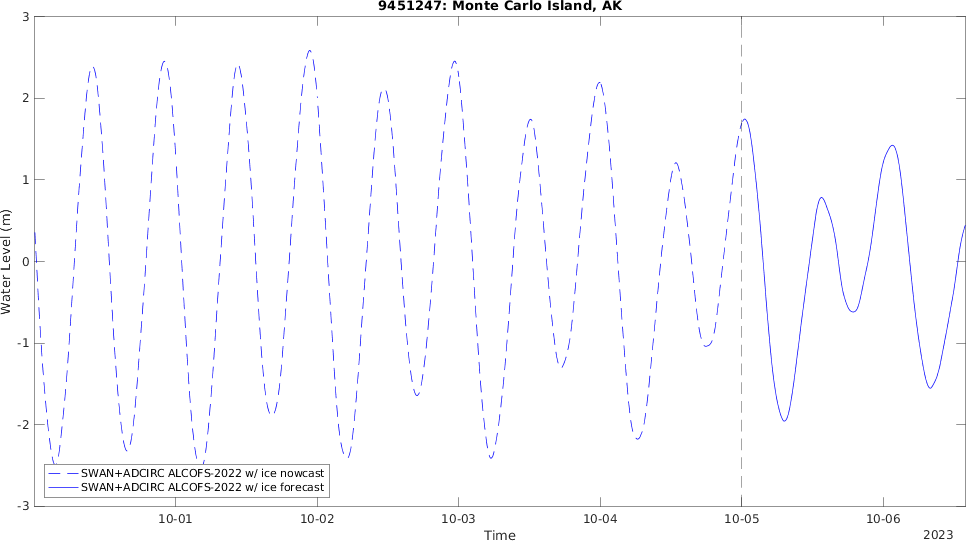 9451247: Monte Carlo Island, AK
3
2
1
0
-1
-2
-3
Water Level (m)
SWAN+ADCIRC ALCOFS-2022 w/ ice nowcast
SWAN+ADCIRC ALCOFS-2022 w/ ice forecast
10-01 10-02 10-03 10-04 10-05 10-06
Time
2023